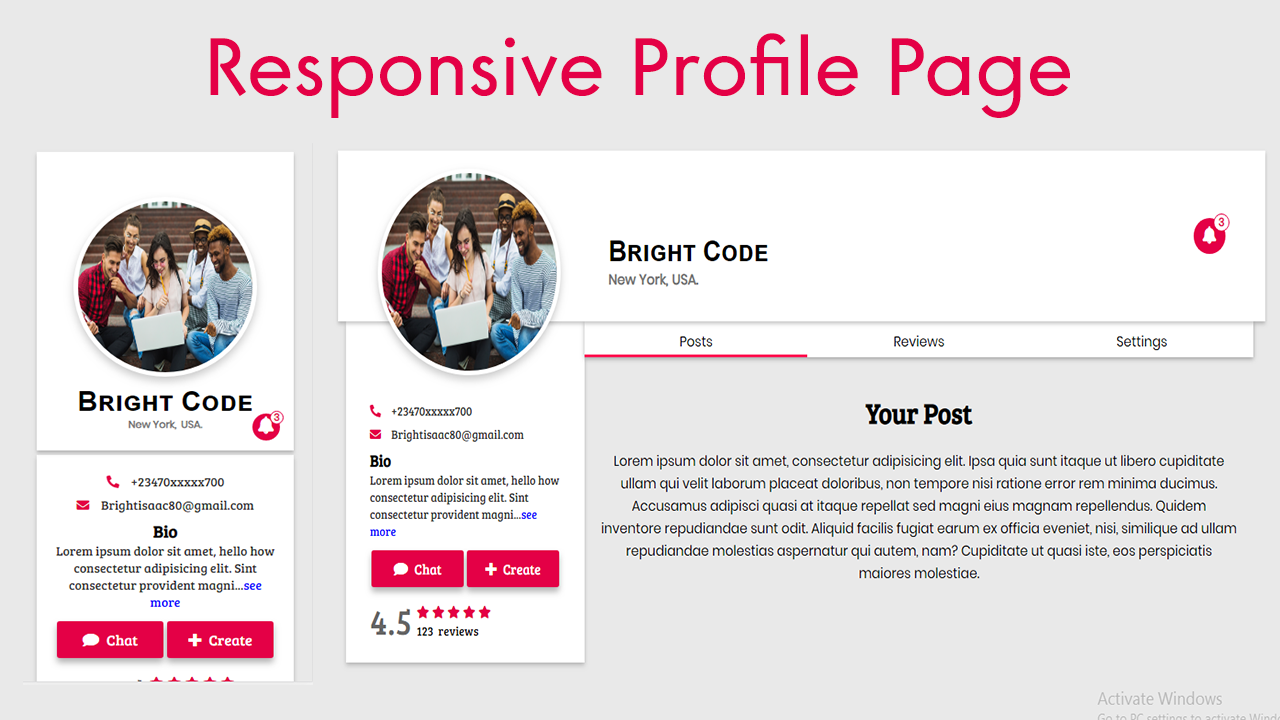 Responsive Profile Page
BRIGHT CODE
New York, USA.
3
+23470xxxxx700
Brightisaac80@gmail.com
Bio
Lorem ipsum dolor sit amet, hello how
consectetur adipisicing elit. Sint
consectetur provident magni...see
more
Chat
Create
BRIGHT CODE
New York, USA.
3
Posts
Reviews
Settings
+23470xxxxx700
Brightisaac80@gmail.com
Bio
Lorem ipsum dolor sit amet, hello how
consectetur adipisicing elit. Sint
consectetur provident magni...see
more
Chat
Create
4.5
123 reviews
Your Post
Lorem ipsum dolor sit amet, consectetur adipisicing elit. Ipsa quia sunt itaque ut libero cupiditate
ullam qui velit laborum placeat doloribus, non tempore nisi ratione error rem minima ducimus.
Accusamus adipisci quasi at itaque repellat sed magni eius magnam repellendus. Quidem
inventore repudiandae sunt odit. Aliquid facilis fugiat earum ex officia eveniet, nisi, similique ad ullam
repudiandae molestias aspernatur qui autem, nam? Cupiditate ut quasi iste, eos perspiciatis
maiores molestiae.
Activate Windows
Go to PC settings to activate Wind